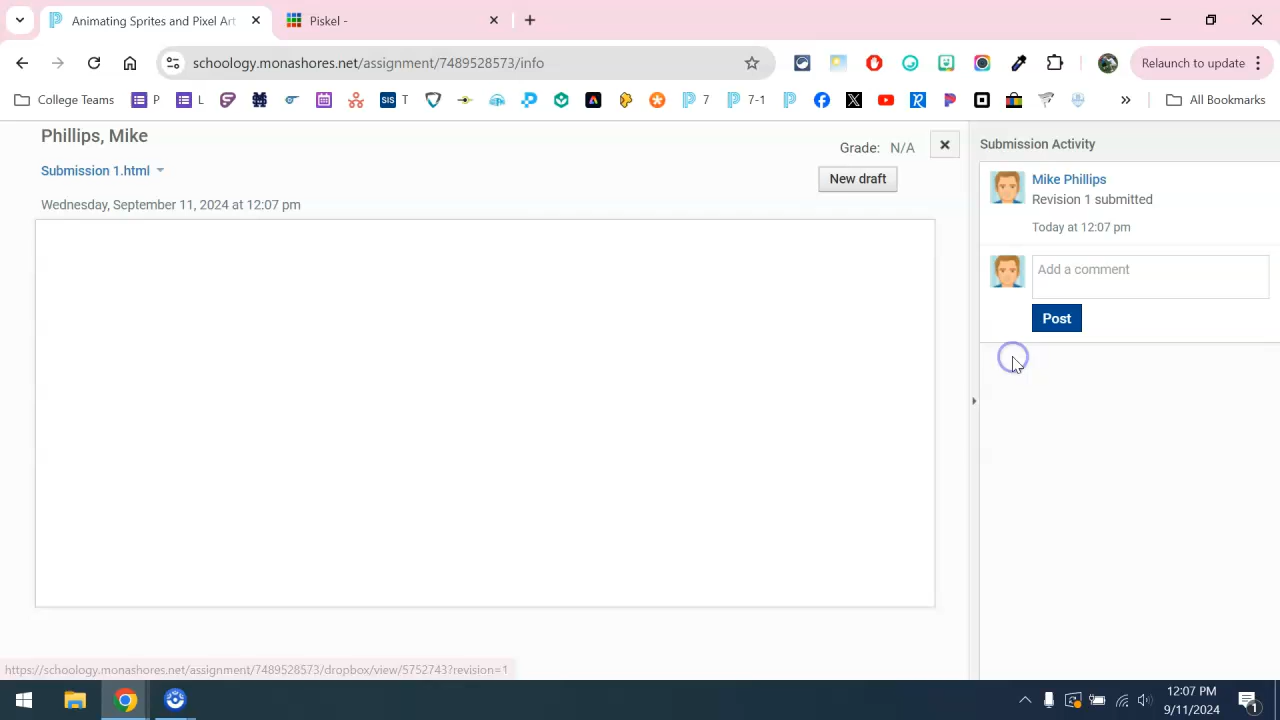 Animating Sprites and Pixel Art
Piskel -
schoology.monashores.net/assignment/7489528573/info
Relaunch to update
College Teams
P
L
SIS T
7
7-1
All Bookmarks
Phillips, Mike
Grade: N/A
Submission 1.html
New draft
Wednesday, September 11, 2024 at 12:07 pm
Submission Activity
Mike Phillips
Revision 1 submitted
Today at 12:07 pm
Add a comment
Post
https://schoology.monashores.net/assignment/7489528573/dropbox/view/5752743?revision=1
12:07 PM
9/11/2024
1